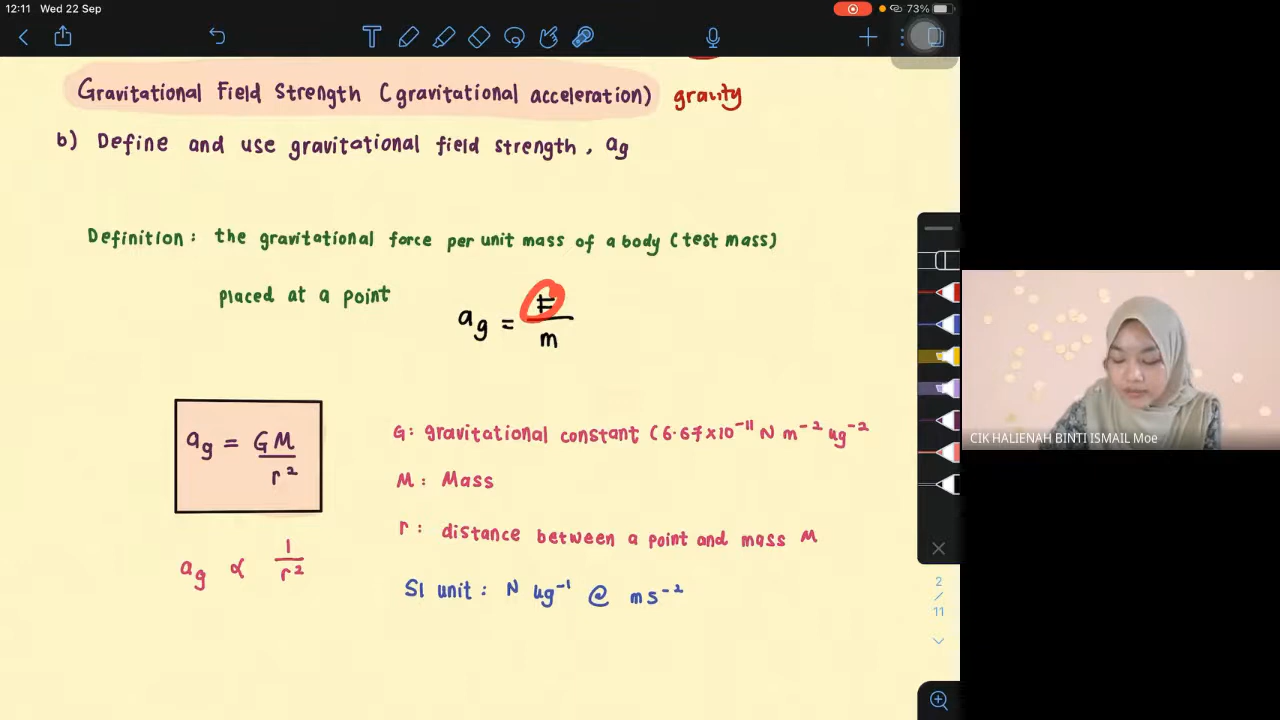 12:11 Wed 22 Sep
73%
Gravitational Field Strength (gravitational acceleration) gravity
b) Define and use gravitational field strength, ag
Definition : the gravitational force per unit mass of a body (test mass)
placed at a point
ag = F/m
ag = GM/r²
ag ∝ 1/r²
G: gravitational constant (6.67x10⁻¹¹ N m⁻² kg⁻²
M: Mass
r: distance between a point and mass M
SI unit: N kg⁻¹ @ ms⁻²
2
/
11
CIK HALIENAH BINTI ISMAIL Moe